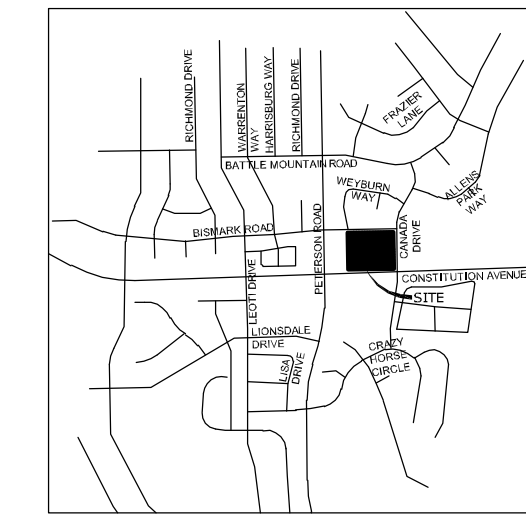 RICHMOND DRIVE
WARRENTON
WAY
HARRISBURG WAY
RICHMOND DRIVE
FRAZIER
LANE
BATTLE MOUNTAIN ROAD
WEYBURN
WAY
ALLENS
PARK
WAY
BISMARK ROAD
PETERSON ROAD
CANADA
DRIVE
LEOTI DRIVE
CONSTITUTION AVENUE
SITE
LIONSDALE
DRIVE
LISA
DRIVE
CRAZY
HORSE
CIRCLE